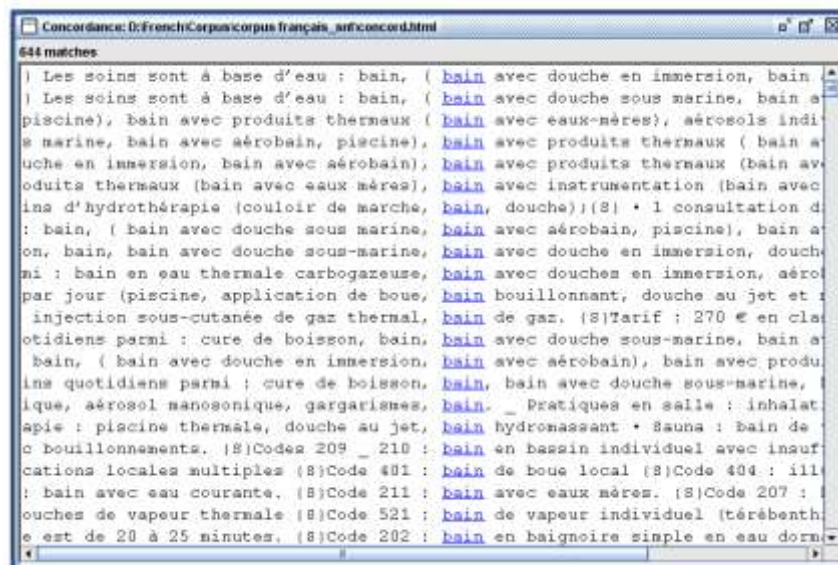 Concordance: D:\French\Corpus\corpus français_snt\concord.html
644 matches
) Les soins sont à base d'eau : bain, ( bain avec douche en immersion, bain
) Les soins sont à base d'eau : bain, ( bain avec douche sous marine, bain a
piscine), bain avec produits thermaux ( bain avec eaux-mères), aérosols indi
s marine, bain avec aérobain, piscine), bain avec produits thermaux ( bain a
uche en immersion, bain avec aérobain), bain avec produits thermaux (bain av
oduits thermaux (bain avec eaux mères), bain avec instrumentation (bain avec
ins d'hydrothérapie (couloir de marche, bain, douche)){S} • 1 consultation d
: bain, ( bain avec douche sous marine, bain avec aérobain, piscine), bain a
on, bain, bain avec douche sous-marine, bain avec douche en immersion, douch
mi : bain en eau thermale carbogazeuse, bain avec douches en immersion, aéro
par jour (piscine, application de boue, bain bouillonnant, douche au jet et
injection sous-cutanée de gaz thermal, bain de gaz. {S}Tarif : 270 € en cla
otidiens parmi : cure de boisson, bain, bain avec douche sous-marine, bain a
bain, ( bain avec douche en immersion, bain avec aérobain), bain avec produ
ins quotidiens parmi : cure de boisson, bain, bain avec douche sous-marine,
ique, aérosol manosonique, gargarismes, bain. _ Pratiques en salle : inhalat
apie : piscine thermale, douche au jet, bain hydromassant • Sauna : bain de
c bouillonnements. {S}Codes 209 _ 210 : bain en bassin individuel avec insuf
cations locales multiples {S}Code 401 : bain de boue local {S}Code 404 : ill
: bain avec eau courante. {S}Code 211 : bain avec eaux mères. {S}Code 207 :
ouches de vapeur thermale {S}Code 521 : bain de vapeur individuel (térébenth
e est de 20 à 25 minutes. {S}Code 202 : bain en baignoire simple en eau dorm